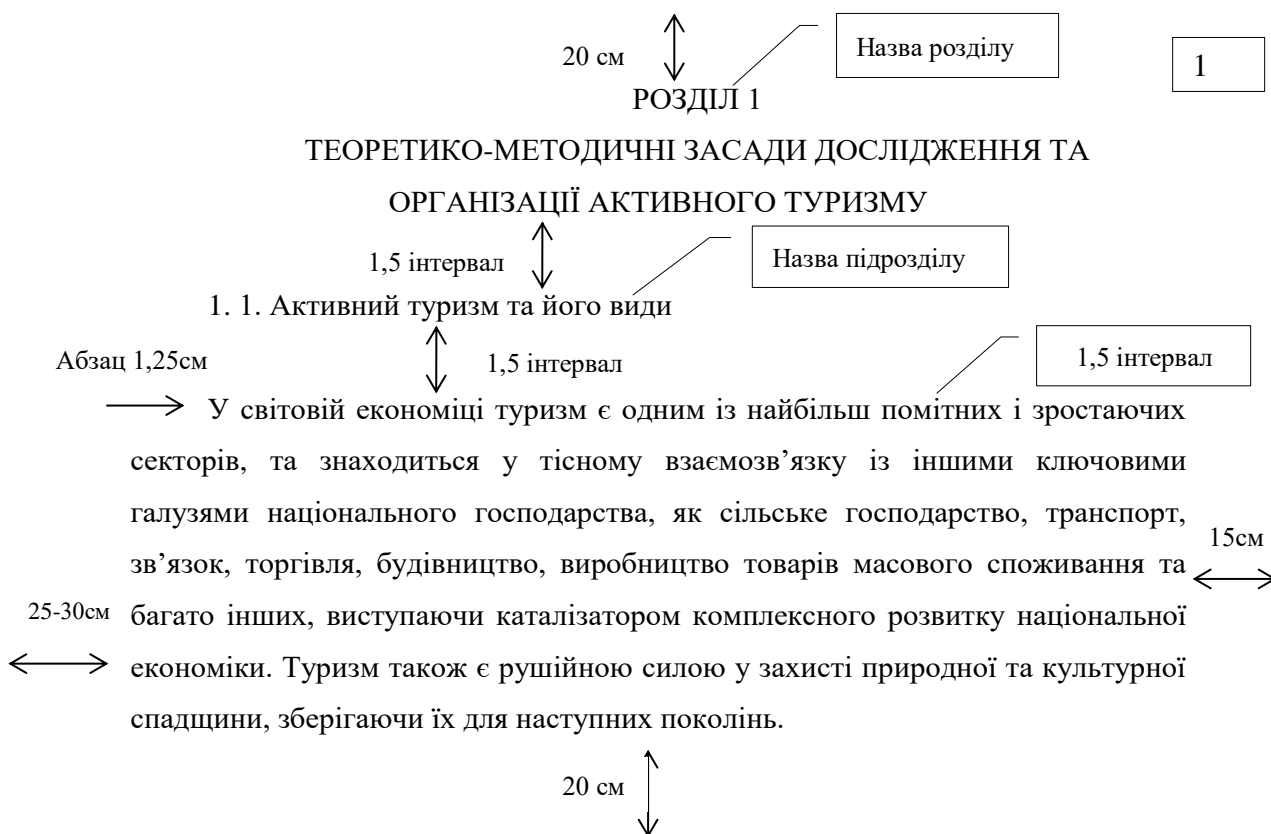 20 см
Назва розділу
1
РОЗДІЛ 1
ТЕОРЕТИКО-МЕТОДИЧНІ ЗАСАДИ ДОСЛІДЖЕННЯ ТА
ОРГАНІЗАЦІЇ АКТИВНОГО ТУРИЗМУ
1,5 інтервал
Назва підрозділу
1. 1. Активний туризм та його види
Абзац 1,25см
1,5 інтервал
1,5 інтервал
У світовій економіці туризм є одним із найбільш помітних і зростаючих
секторів, та знаходиться у тісному взаємозв’язку із іншими ключовими
галузями національного господарства, як сільське господарство, транспорт,
зв’язок, торгівля, будівництво, виробництво товарів масового споживання та
15см
25-30см
багато інших, виступаючи каталізатором комплексного розвитку національної
економіки. Туризм також є рушійною силою у захисті природної та культурної
спадщини, зберігаючи їх для наступних поколінь.
20 см